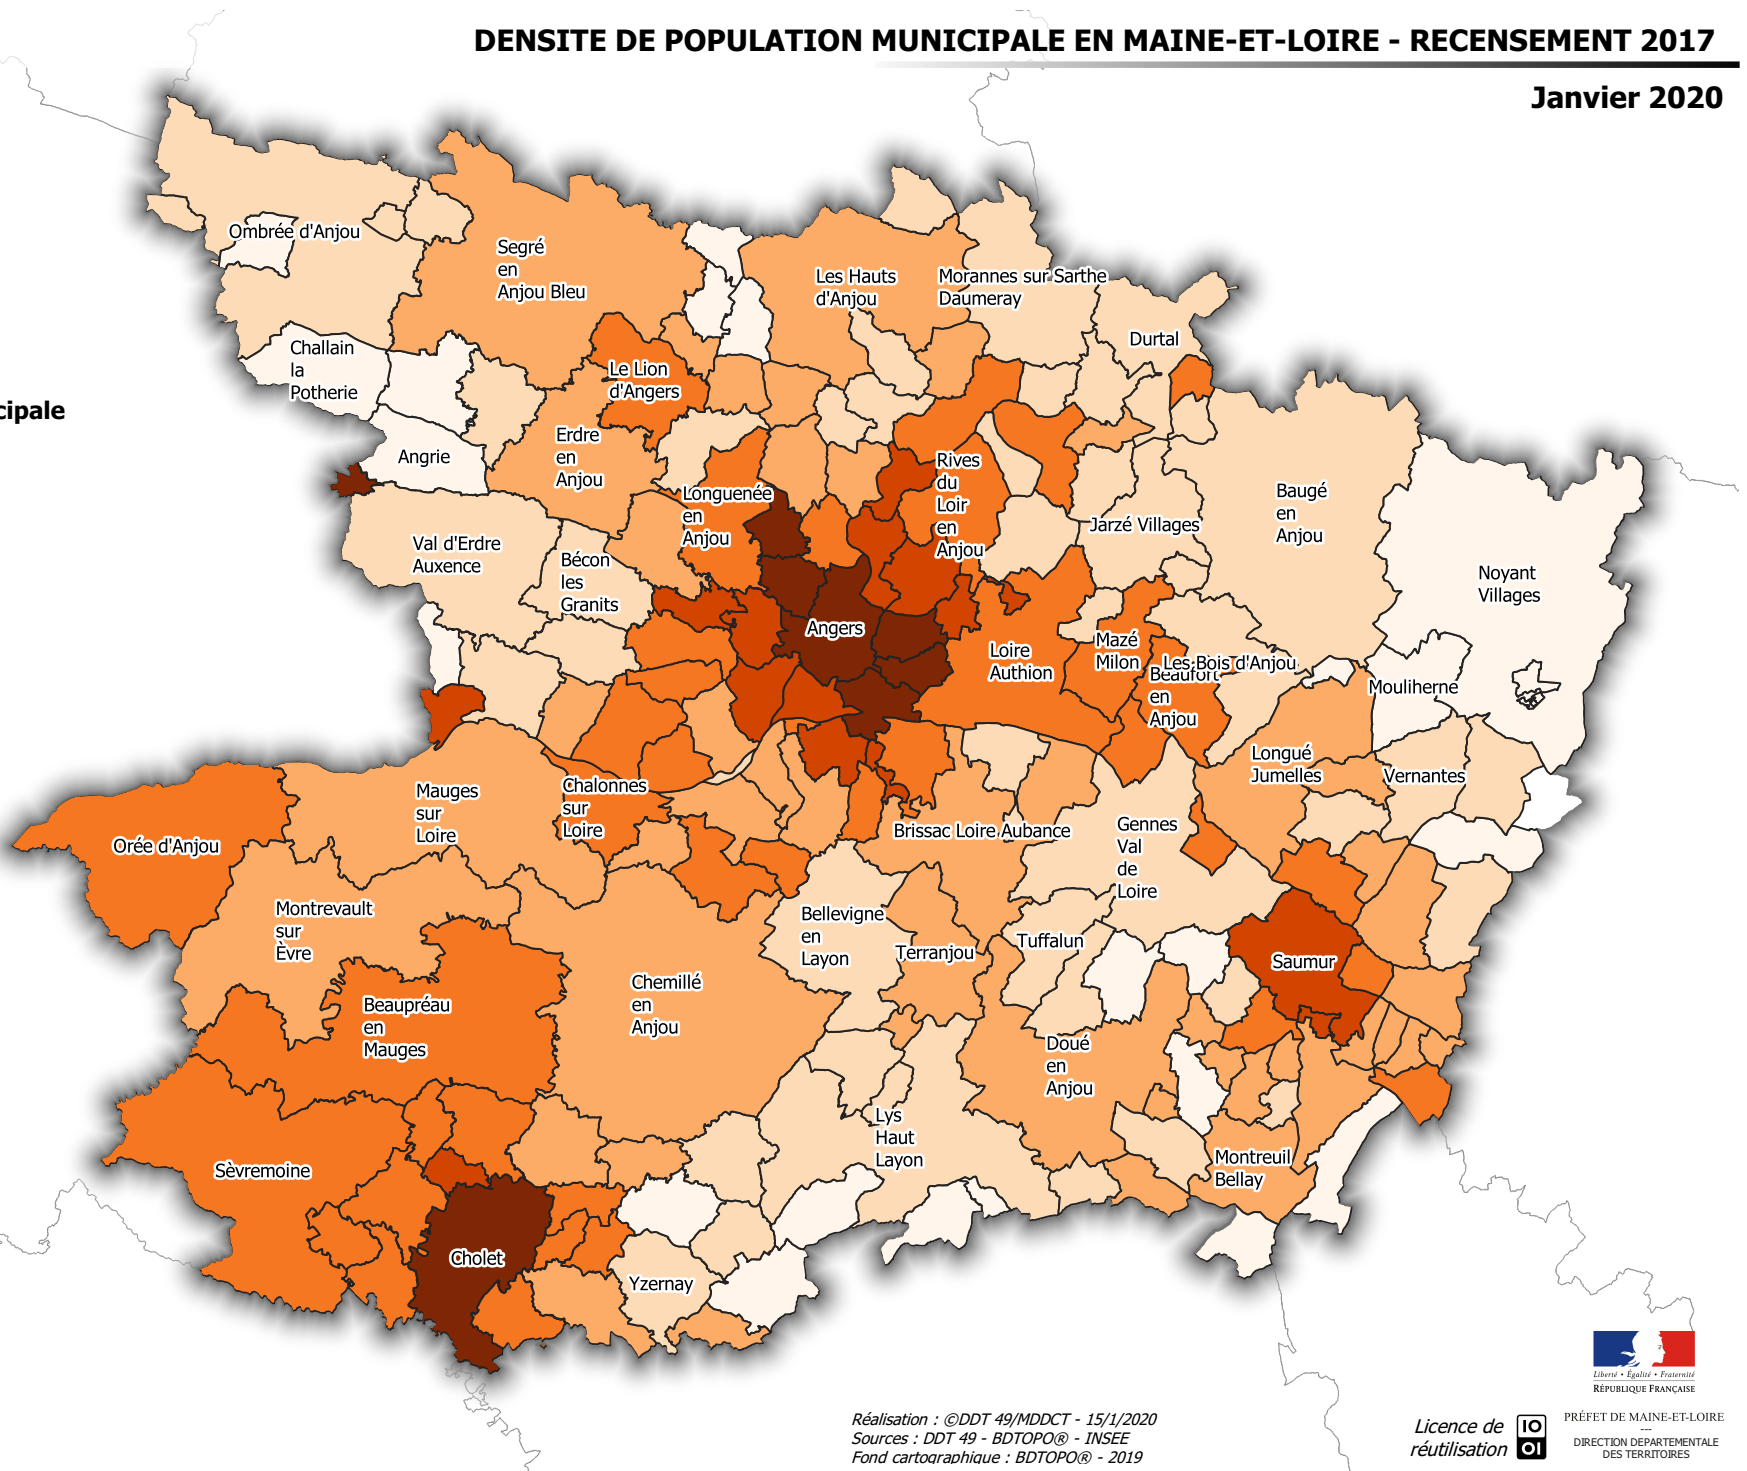 DENSITE DE POPULATION MUNICIPALE EN MAINE-ET-LOIRE - RECENSEMENT 2017
Janvier 2020
cipale
Ombrée d'Anjou
Segré
en
Anjou Bleu
Les Hauts
d'Anjou
Morannes sur Sarthe
Daumeray
Durtal
Challain
la
Potherie
Le Lion
d'Angers
Angrie
Erdre
en
Anjou
Longuenée
en
Anjou
Rives
du
Loir
en
Anjou
Jarzé Villages
Baugé
en
Anjou
Noyant
Villages
Val d'Erdre
Auxence
Bécon
les
Granits
Angers
Loire
Authion
Mazé
Milon
Les Bois d'Anjou
Beaufort
en
Anjou
Mouliherne
Longué
Jumelles
Vernantes
Mauges
sur
Loire
Chalonnes
sur
Loire
Orée d'Anjou
Brissac Loire Aubance
Gennes
Val
de
Loire
Montrevault
sur
Èvre
Bellevigne
en
Layon
Terranjou
Tuffalun
Saumur
Beaupréau
en
Mauges
Chemillé
en
Anjou
Doué
en
Anjou
Lys
Haut
Layon
Montreuil
Bellay
Sèvremoine
Cholet
Yzernay
Réalisation : ©DDT 49/MDDCT - 15/1/2020
Sources : DDT 49 - BDTOPO® - INSEE
Fond cartographique : BDTOPO® - 2019
Licence de
réutilisation
IO
OI
Liberté • Égalité • Fraternité
RÉPUBLIQUE FRANÇAISE
PRÉFET DE MAINE-ET-LOIRE
---
DIRECTION DEPARTEMENTALE
DES TERRITOIRES